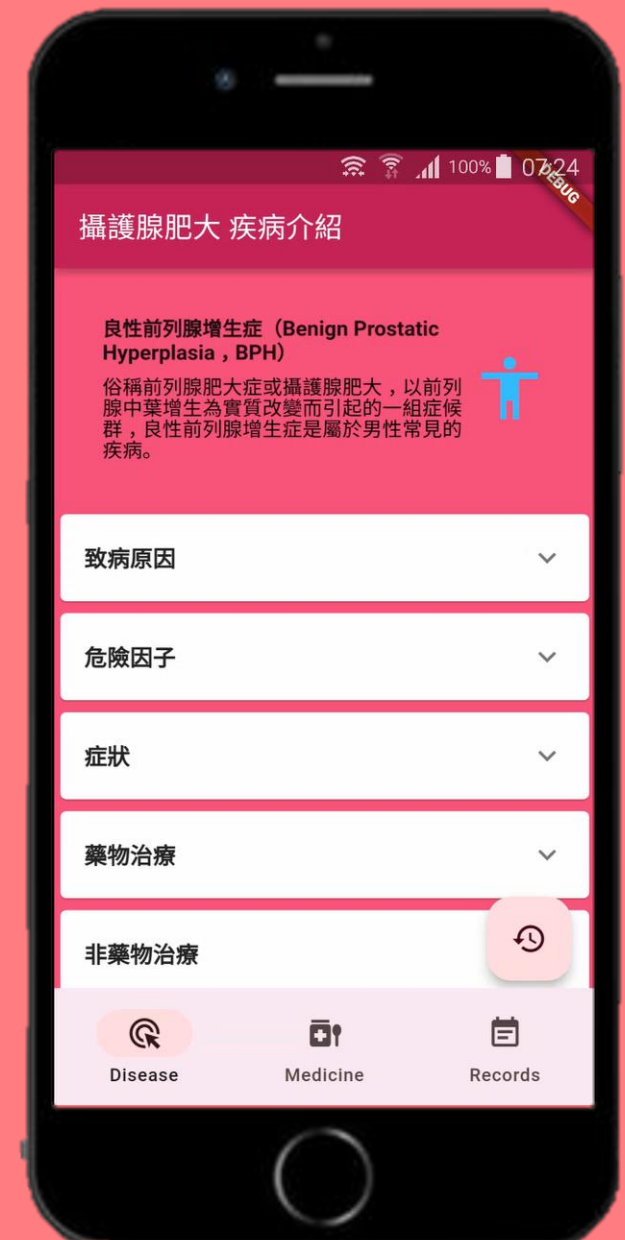 100% 07:24
DEBUG
攝護腺肥大 疾病介紹
良性前列腺增生症（Benign Prostatic
Hyperplasia，BPH）
俗稱前列腺肥大症或攝護腺肥大，以前列
腺中葉增生為實質改變而引起的一組症候
群，良性前列腺增生症是屬於男性常見的
疾病。
致病原因
危險因子
症狀
藥物治療
非藥物治療
Disease Medicine Records